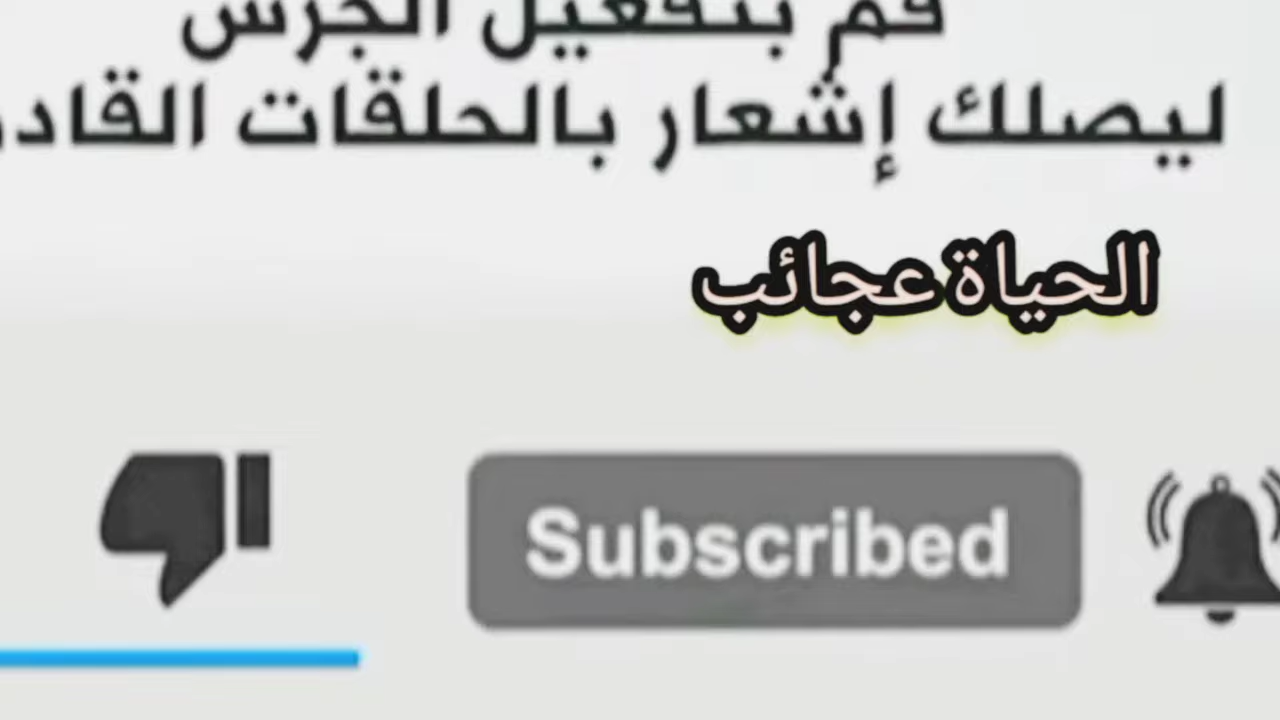 قم بتفعيل الجرس
ليصلك إشعار بالحلقات
الحياة عجائب
Subscribed